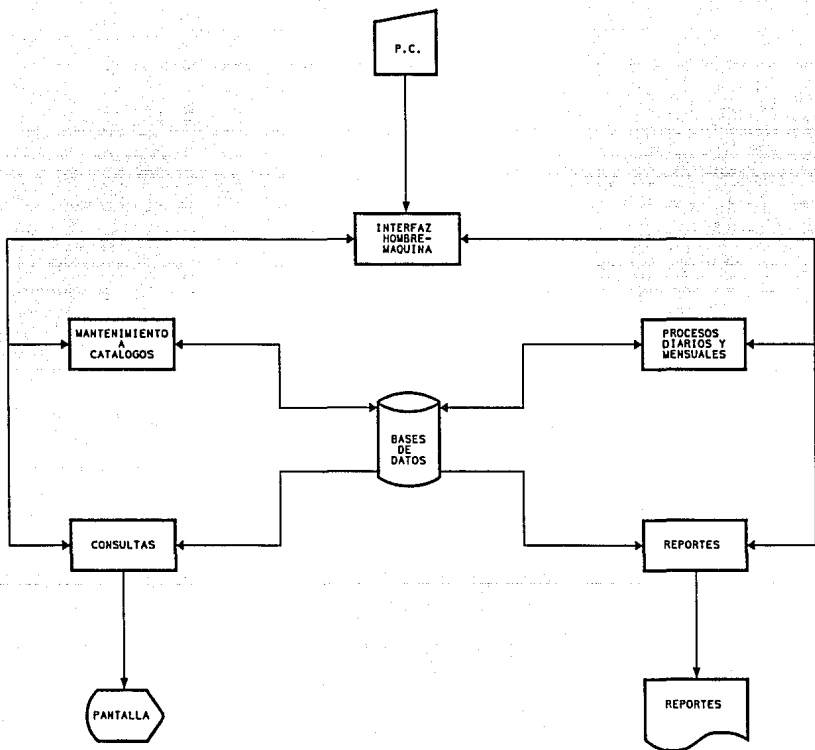 P.C.
INTERFAZ
HOMBRE-
MAQUINA
MANTENIMIENTO
A
CATALOGOS
PROCESOS
DIARIOS Y
MENSUALES
BASES
DE
DATOS
CONSULTAS
REPORTES
PANTALLA
REPORTES